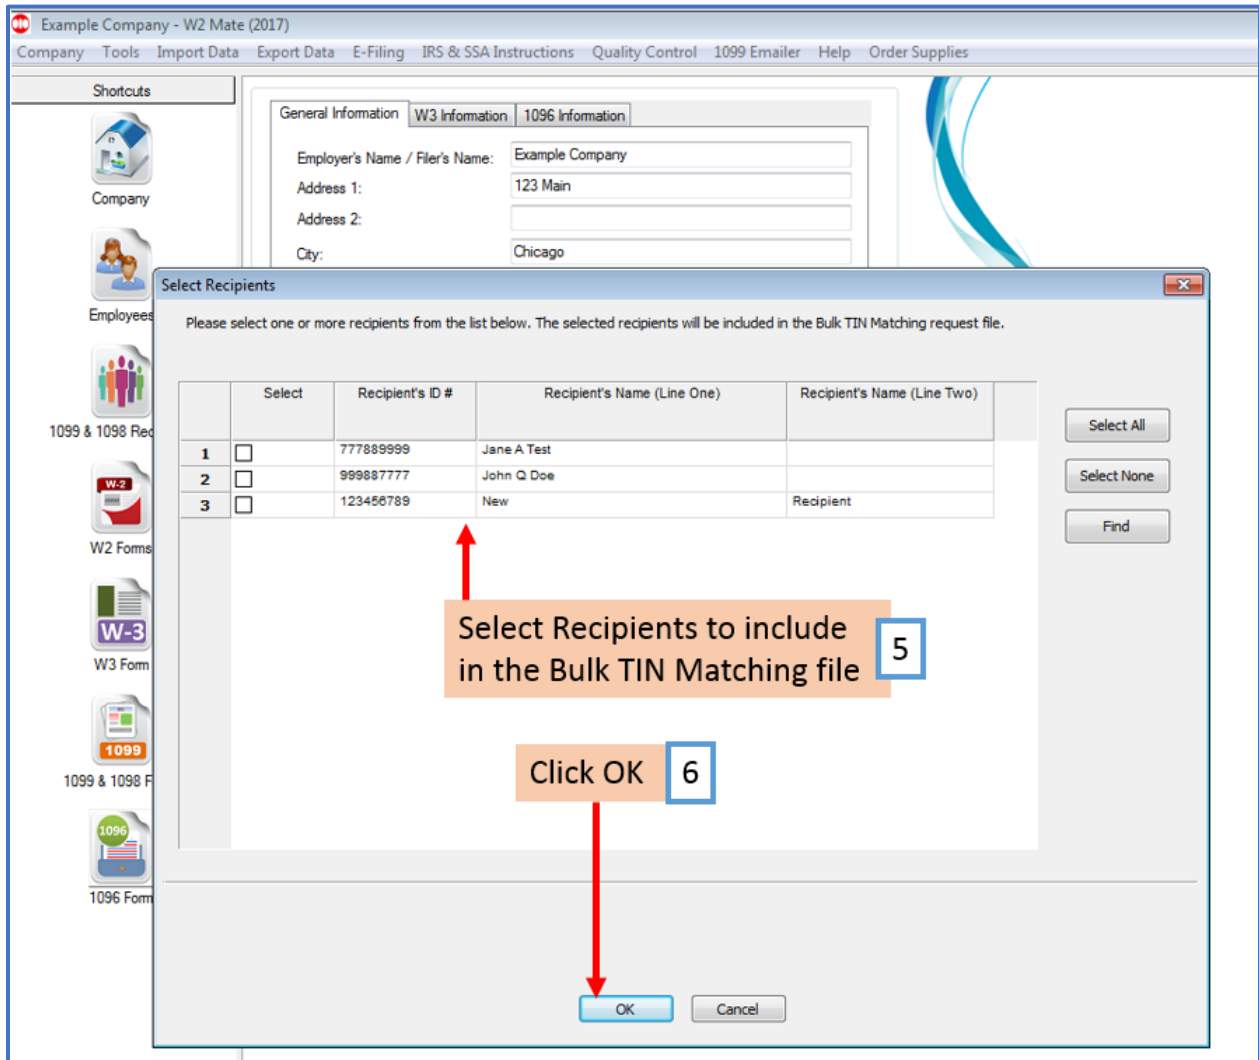 Example Company - W2 Mate (2017)
Company Tools Import Data Export Data E-Filing IRS & SSA Instructions Quality Control 1099 Emailer Help Order Supplies
Shortcuts
Company
Employees
1099 & 1098 Rec
W-2
W2 Forms
W-3
W3 Form
1099
1099 & 1098 F
1096
1096 Form
General Information W3 Information 1096 Information
Employer's Name / Filer's Name: Example Company
Address 1: 123 Main
Address 2:
City: Chicago
Select Recipients
Please select one or more recipients from the list below. The selected recipients will be included in the Bulk TIN Matching request file.
Select Recipient's ID # Recipient's Name (Line One) Recipient's Name (Line Two)
1 777889999 Jane A Test
2 999887777 John Q Doe
3 123456789 New Recipient
Select All
Select None
Find
Select Recipients to include
in the Bulk TIN Matching file
5
Click OK 6
OK Cancel